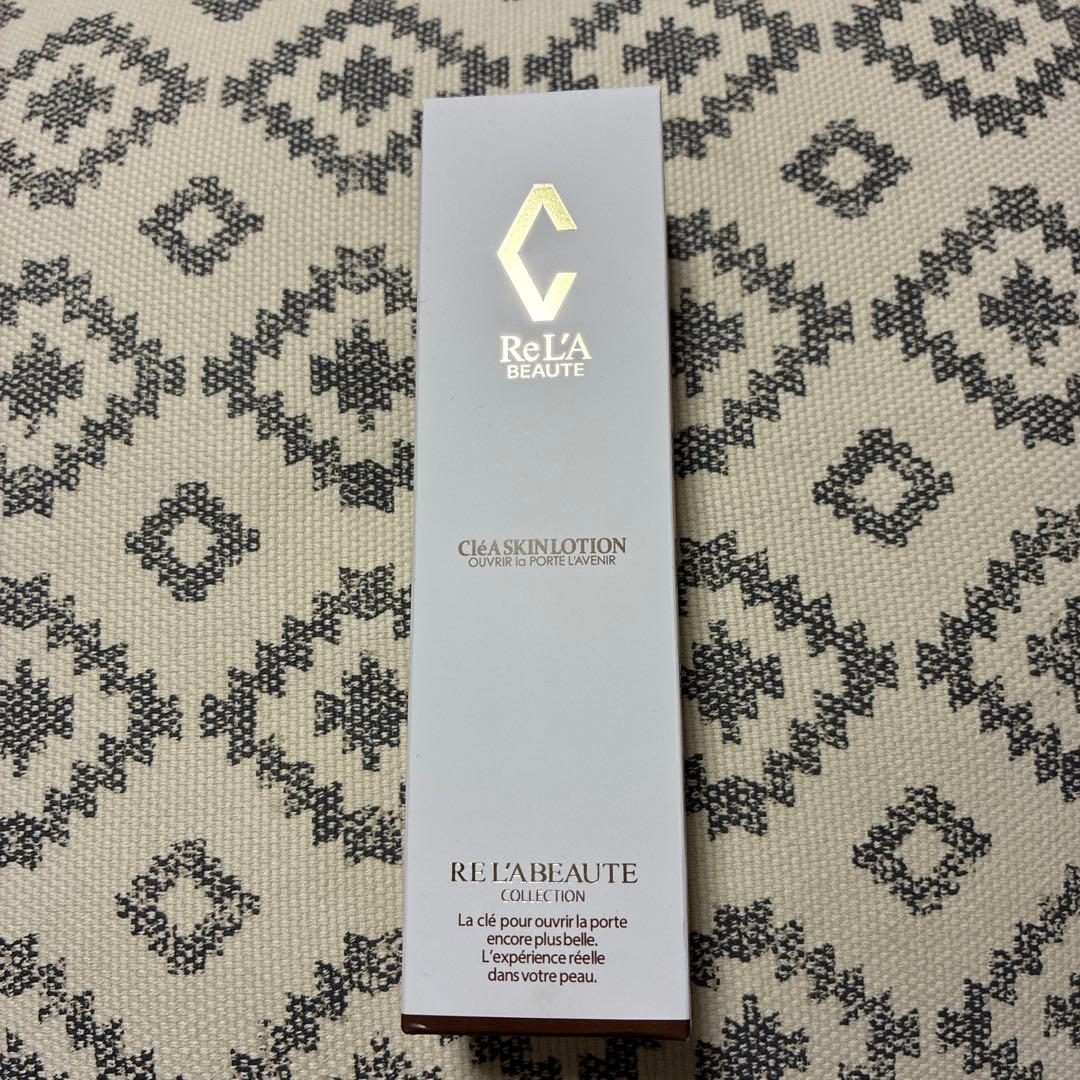 C
ReL'A
BEAUTE
CléA SKIN LOTION
OUVRIR la PORTE L'AVENIR
RE L'A BEAUTE
COLLECTION
La clé pour ouvrir la porte
encore plus belle.
L'expérience réelle
dans votre peau.